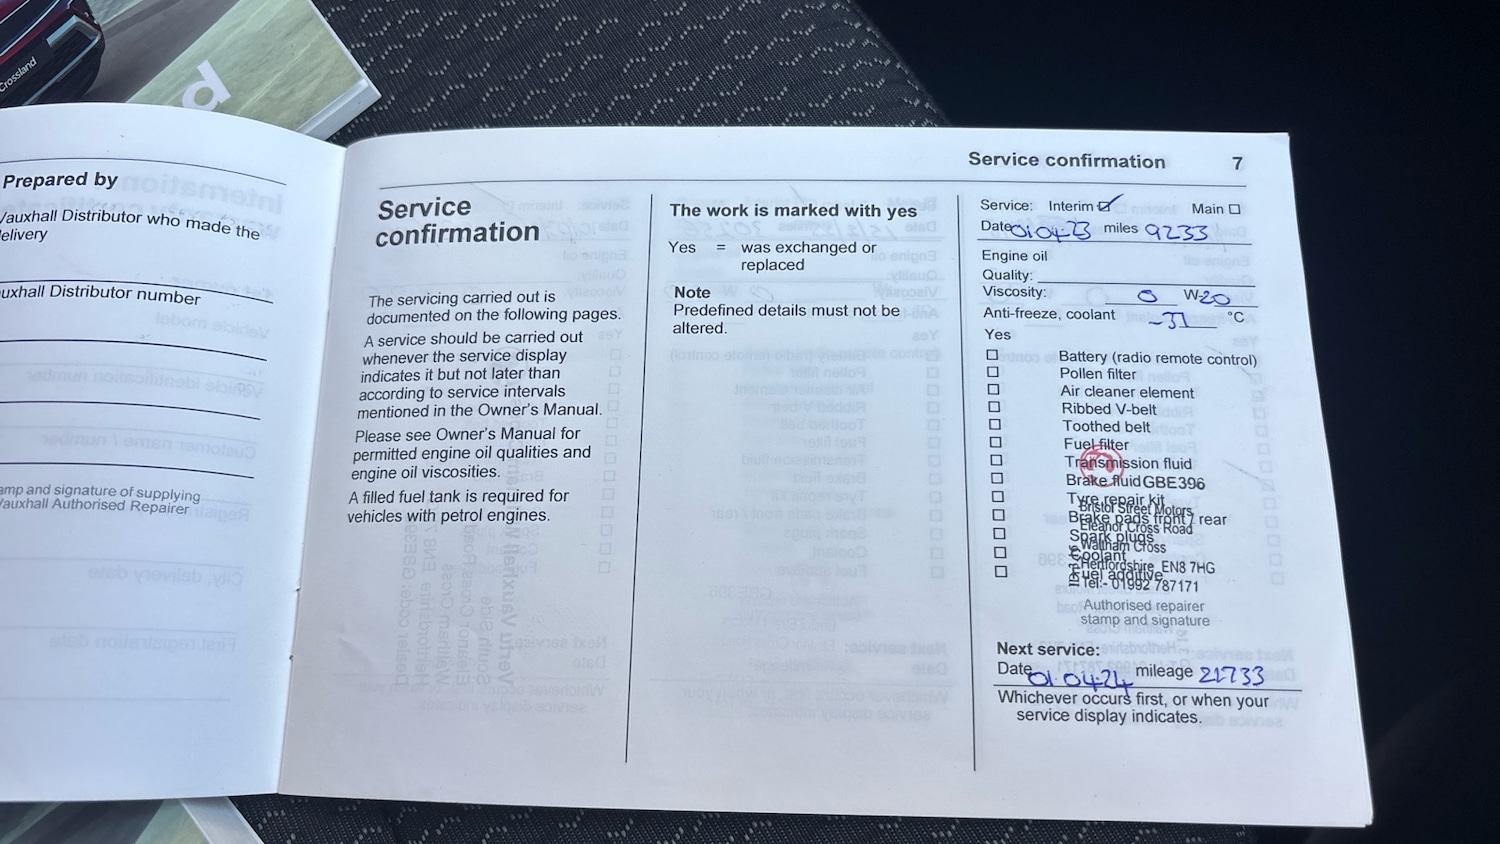 Crossland
d
Prepared by
Vauxhall Distributor who made the
delivery
uxhall Distributor number
amp and signature of supplying
Vauxhall Authorised Repairer
Service confirmation 7
Service
confirmation
The servicing carried out is
documented on the following pages.
A service should be carried out
whenever the service display
indicates it but not later than
according to service intervals
mentioned in the Owner's Manual.
Please see Owner's Manual for
permitted engine oil qualities and
engine oil viscosities.
A filled fuel tank is required for
vehicles with petrol engines.
The work is marked with yes
Yes = was exchanged or
replaced
Note
Predefined details must not be
altered.
Service: Interim Main
Date 01.04.23 miles 9233
Engine oil
Quality:
Viscosity: 0 W-20
Anti-freeze, coolant -31 °C
Yes
Battery (radio remote control)
Pollen filter
Air cleaner element
Ribbed V-belt
Toothed belt
Fuel filter
Transmission fluid
Brake fluid GBE396
Tyre repair kit
Bristol Street Motors
Brake pads front / rear
Eleanor Cross Road
Spark plugs
Waltham Cross
Coolant
Hertfordshire EN8 7HG
Fuel additive
Tel:- 01992 787171
Authorised repairer
stamp and signature
Next service:
Date 01.04.24 mileage 21733
Whichever occurs first, or when your
service display indicates.